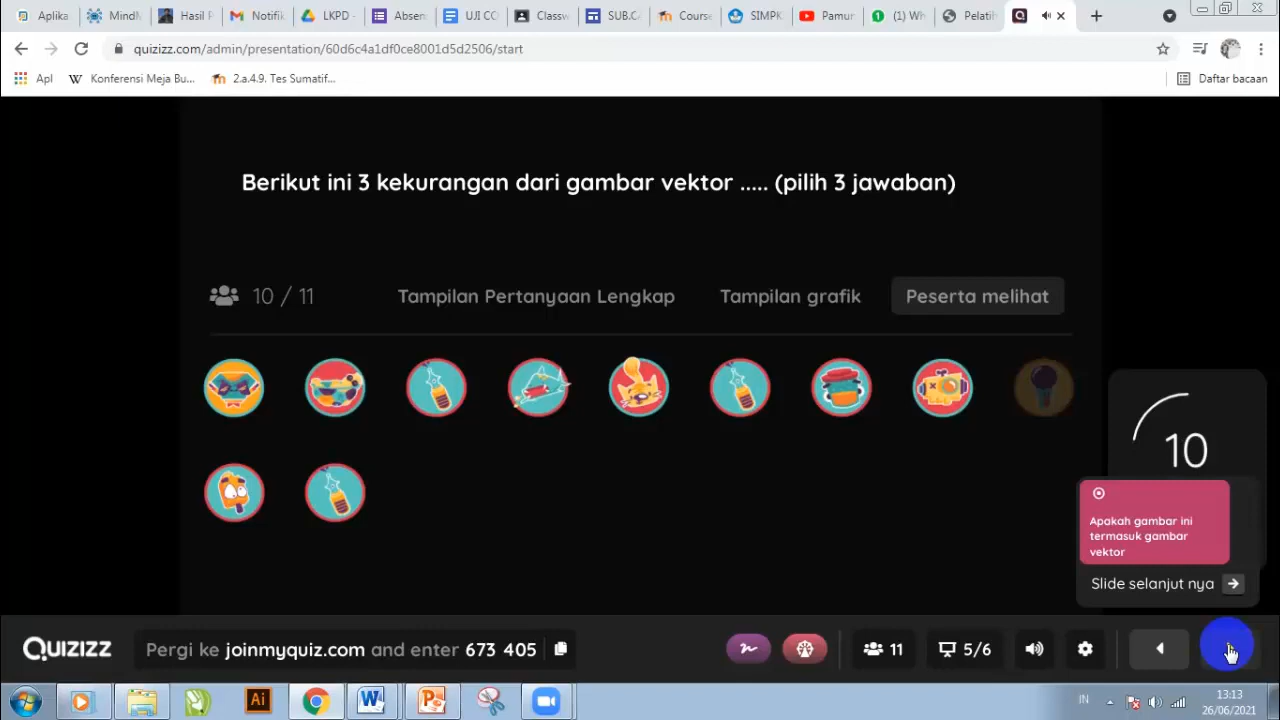 Aplika
MindM
Hasil P
Notifik
LKPD -
Absen
UJI CO
Classw
SUB.C
Course
SIMPK
Pamur
(1) Wh
Pelatih
quizizz.com/admin/presentation/60d6c4a1df0ce8001d5d2506/start
Apl
Konferensi Meja Bu...
2.a.4.9. Tes Sumatif...
Daftar bacaan
Berikut ini 3 kekurangan dari gambar vektor ..... (pilih 3 jawaban)
10 / 11
Tampilan Pertanyaan Lengkap
Tampilan grafik
Peserta melihat
10
Apakah gambar ini
termasuk gambar
vektor
Slide selanjut nya
QUIZIZZ
Pergi ke joinmyquiz.com and enter 673 405
11
5/6
Ai
IN
13:13
26/06/2021